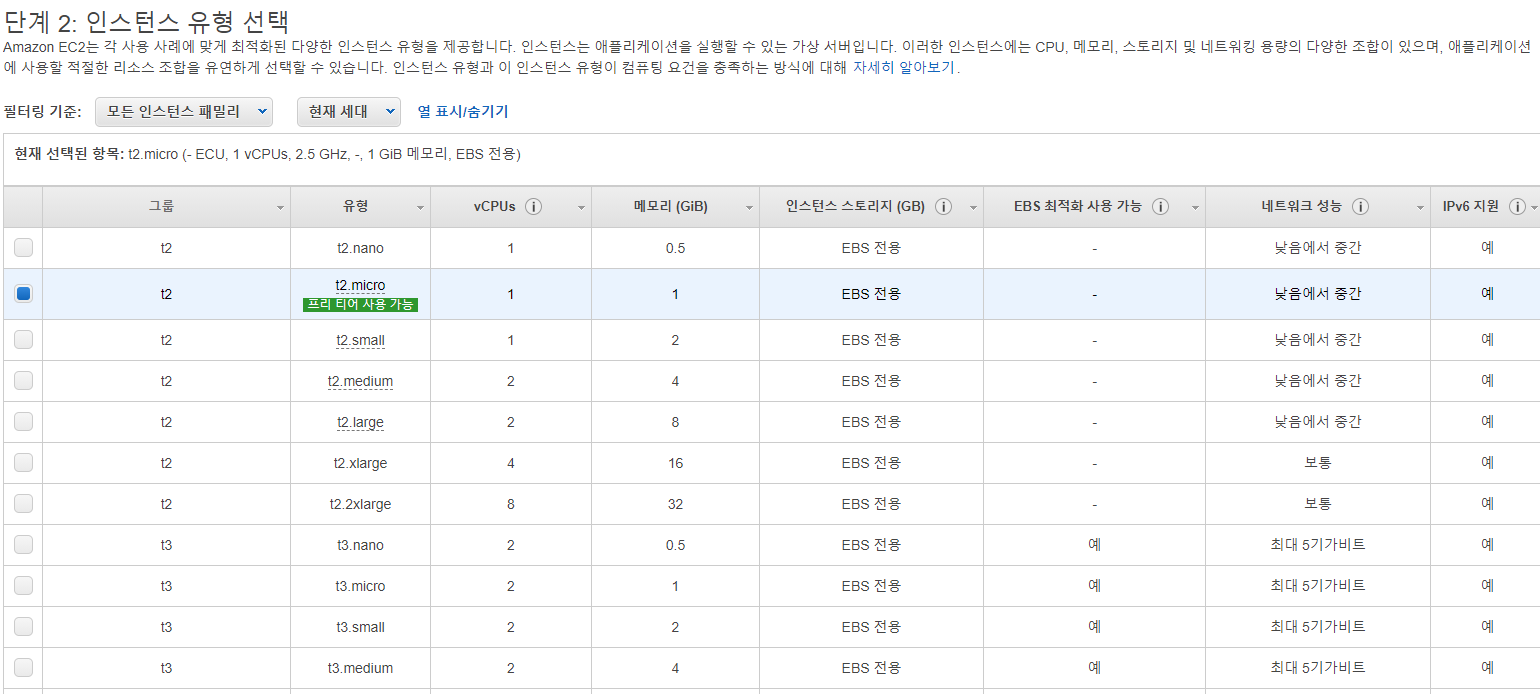 단계 2: 인스턴스 유형 선택
Amazon EC2는 각 사용 사례에 맞게 최적화된 다양한 인스턴스 유형을 제공합니다. 인스턴스는 애플리케이션을 실행할 수 있는 가상 서버입니다. 이러한 인스턴스에는 CPU, 메모리, 스토리지 및 네트워킹 용량의 다양한 조합이 있으며, 애플리케이션
에 사용할 적절한 리소스 조합을 유연하게 선택할 수 있습니다. 인스턴스 유형과 이 인스턴스 유형이 컴퓨팅 요건을 충족하는 방식에 대해 자세히 알아보기.
필터링 기준: 모든 인스턴스 패밀리 현재 세대 열 표시/숨기기
현재 선택된 항목: t2.micro (- ECU, 1 vCPUs, 2.5 GHz, -, 1 GiB 메모리, EBS 전용)
그룹 유형 vCPUs 메모리 (GiB) 인스턴스 스토리지 (GB) EBS 최적화 사용 가능 네트워크 성능 IPv6 지원
t2 t2.nano 1 0.5 EBS 전용 - 낮음에서 중간 예
t2 t2.micro 1 1 EBS 전용 - 낮음에서 중간 예
프리 티어 사용 가능
t2 t2.small 1 2 EBS 전용 - 낮음에서 중간 예
t2 t2.medium 2 4 EBS 전용 - 낮음에서 중간 예
t2 t2.large 2 8 EBS 전용 - 낮음에서 중간 예
t2 t2.xlarge 4 16 EBS 전용 - 보통 예
t2 t2.2xlarge 8 32 EBS 전용 - 보통 예
t3 t3.nano 2 0.5 EBS 전용 예 최대 5기가비트 예
t3 t3.micro 2 1 EBS 전용 예 최대 5기가비트 예
t3 t3.small 2 2 EBS 전용 예 최대 5기가비트 예
t3 t3.medium 2 4 EBS 전용 예 최대 5기가비트 예